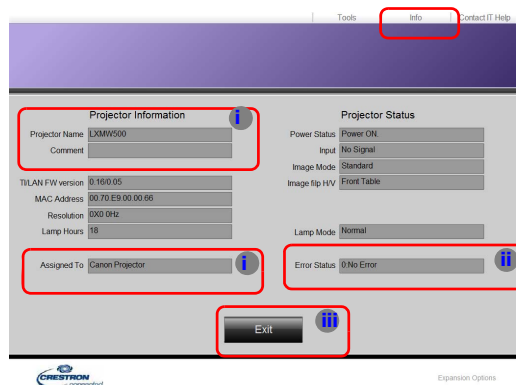 Tools Info Contact IT Help
Projector Information
i
Projector Name LXMW500
Comment
TI/LAN FW version 0.16/0.05
MAC Address 00.70 E9.00.00.66
Resolution 0X0 0Hz
Lamp Hours 18
Assigned To Canon Projector
i
Projector Status
Power Status Power ON.
Input No Signal
Image Mode Standard
Image filp H/V Front Table
Lamp Mode Normal
Error Status 0:No Error
ii
Exit
iii
CRESTRON
Expansion Options